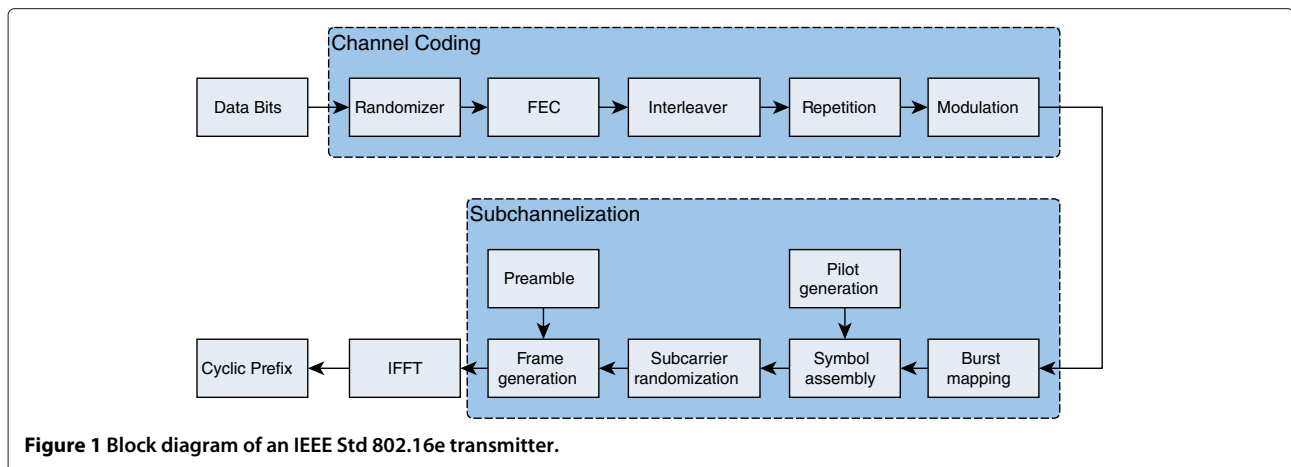 Channel Coding
Data Bits
Randomizer
FEC
Interleaver
Repetition
Modulation
Subchannelization
Preamble
Pilot
generation
Cyclic Prefix
IFFT
Frame
generation
Subcarrier
randomization
Symbol
assembly
Burst
mapping
Figure 1 Block diagram of an IEEE Std 802.16e transmitter.